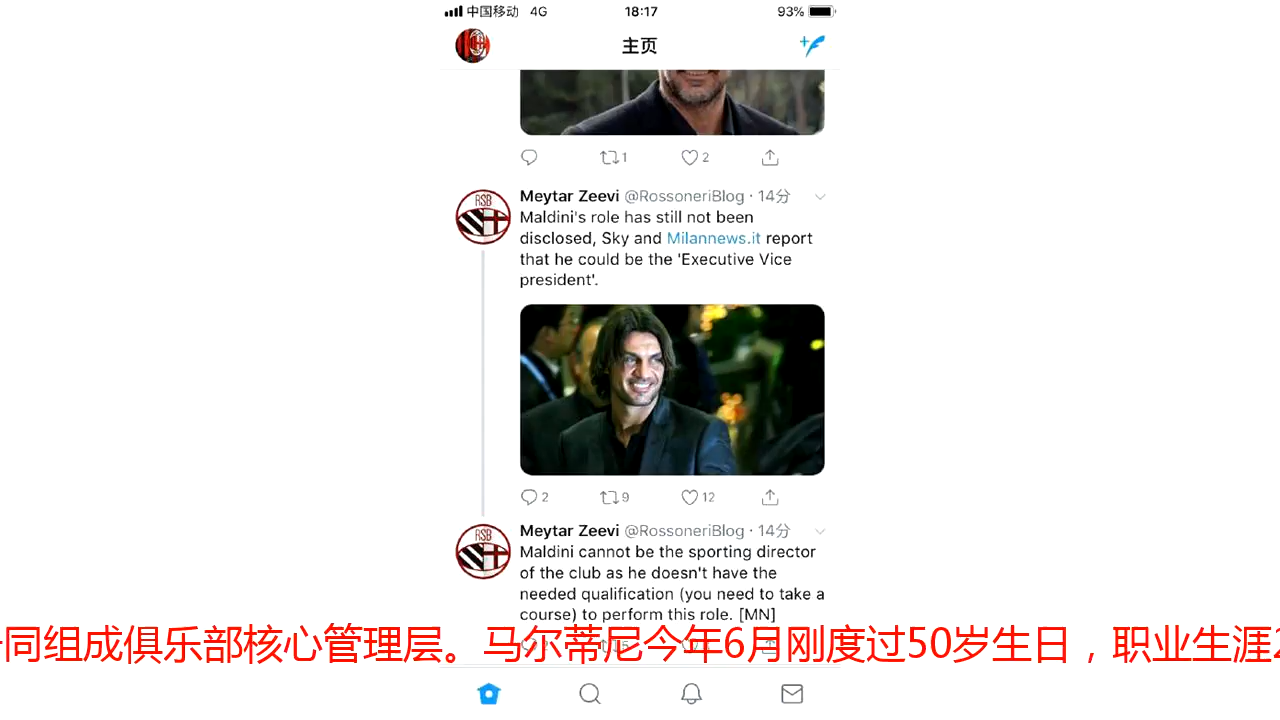 中国移动 4G 18:17 93%
主页
1 2
RSB
Meytar Zeevi @RossoneriBlog · 14分
Maldini's role has still not been
disclosed, Sky and Milannews.it report
that he could be the 'Executive Vice
president'.
2 9 12
RSB
Meytar Zeevi @RossoneriBlog · 14分
Maldini cannot be the sporting director
of the club as he doesn't have the
needed qualification (you need to take a
course) to perform this role. [MN]
同组成俱乐部核心管理层。马尔蒂尼今年6月刚度过50岁生日，职业生涯2